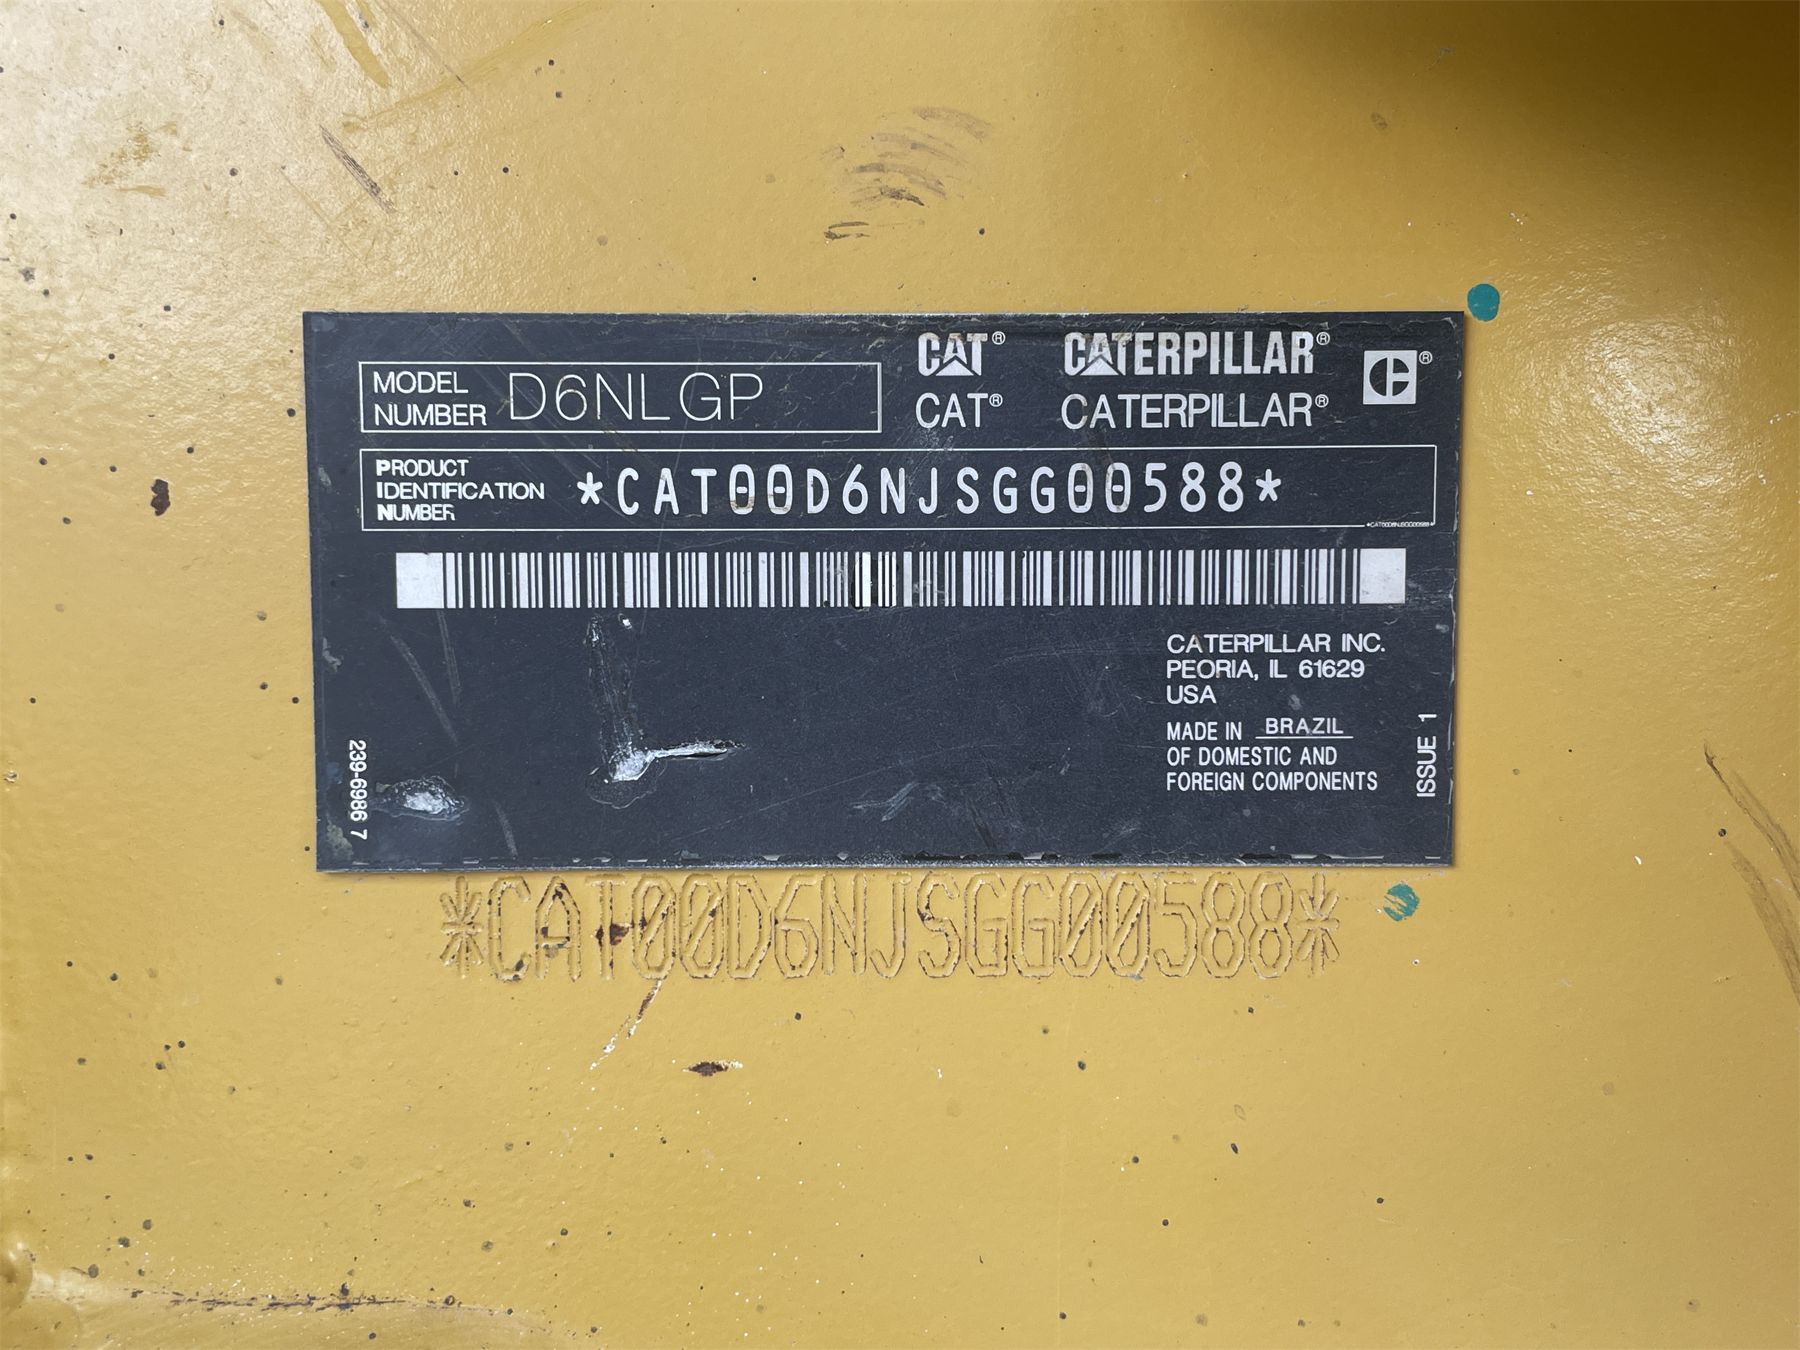 CAT® CATERPILLAR®
MODEL NUMBER D6NLGP
CAT® CATERPILLAR®
PRODUCT IDENTIFICATION NUMBER *CAT00D6NJSGG00588*
*CAT00D6NJSGG00588*
CATERPILLAR INC.
PEORIA, IL 61629
USA
MADE IN BRAZIL
OF DOMESTIC AND
FOREIGN COMPONENTS
ISSUE 1
239-6986 7
*CAT00D6NJSGG00588*